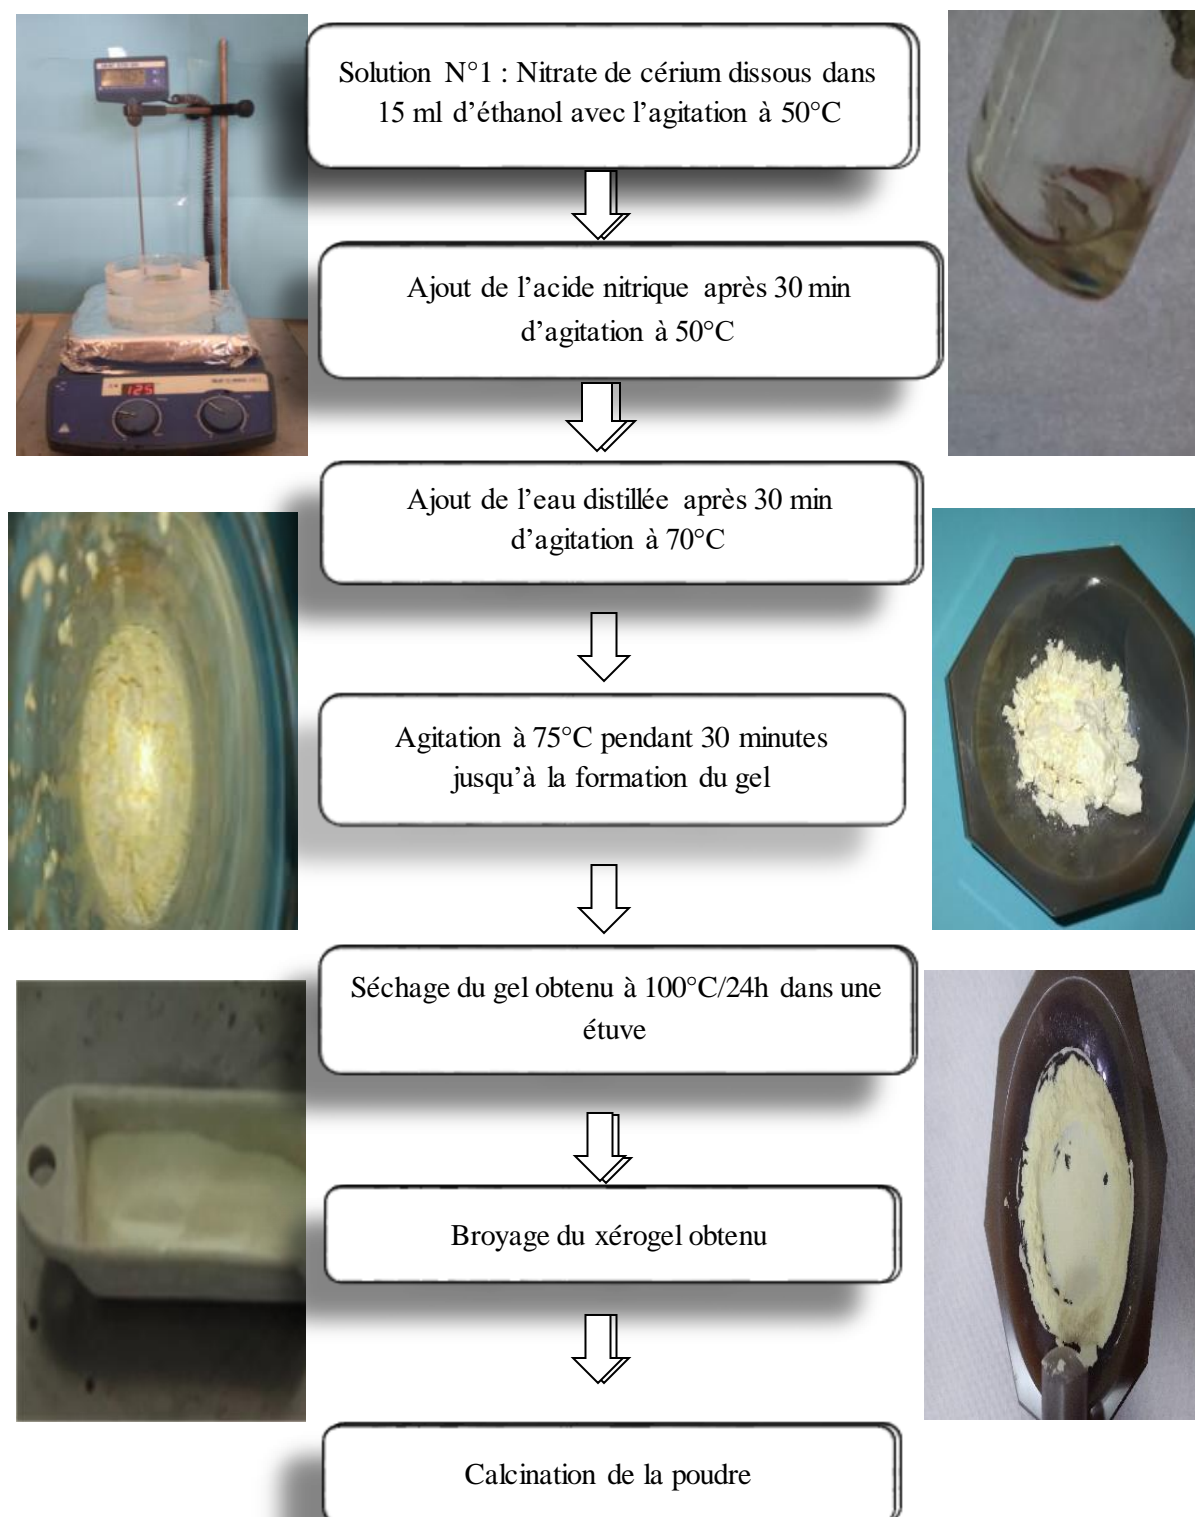 Solution N°1 : Nitrate de cérium dissous dans
15 ml d’éthanol avec l’agitation à 50°C
Ajout de l’acide nitrique après 30 min
d’agitation à 50°C
125
Ajout de l’eau distillée après 30 min
d’agitation à 70°C
Agitation à 75°C pendant 30 minutes
jusqu’à la formation du gel
Séchage du gel obtenu à 100°C/24h dans une
étuve
Broyage du xérogel obtenu
Calcination de la poudre